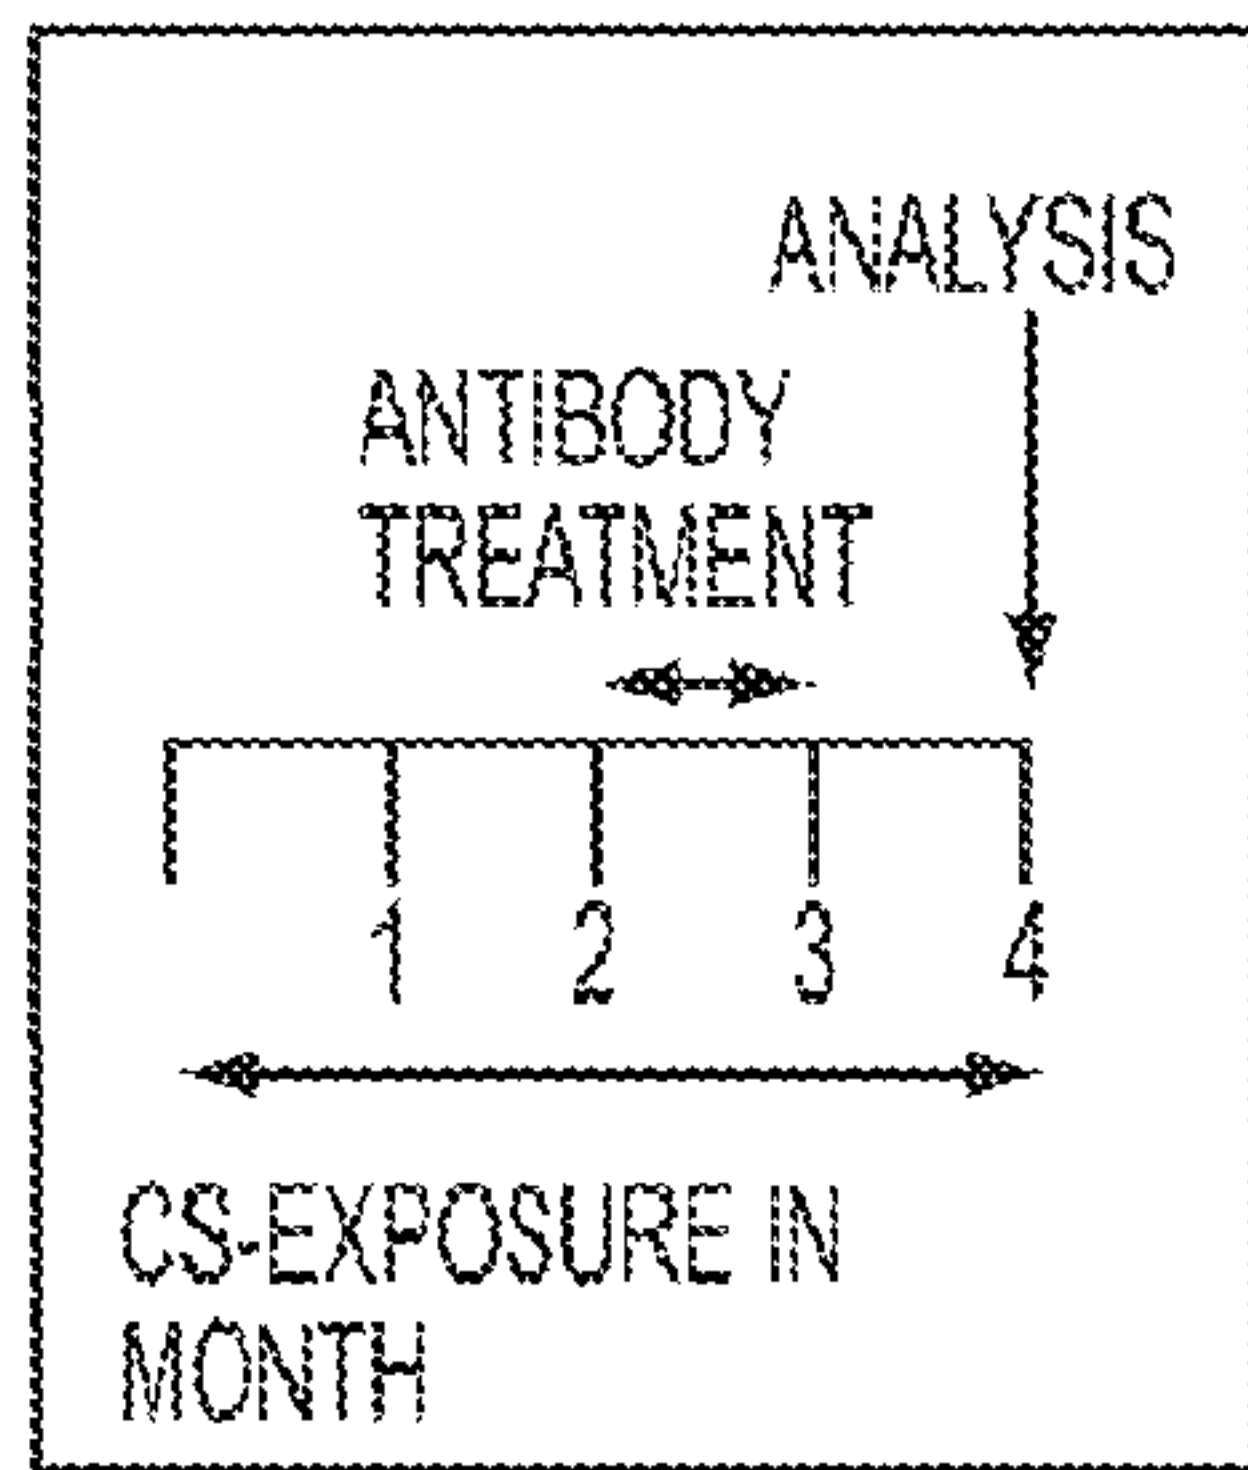 ANALYSIS
ANTIBODY
TREATMENT
1 2 3 4
CS-EXPOSURE IN
MONTH